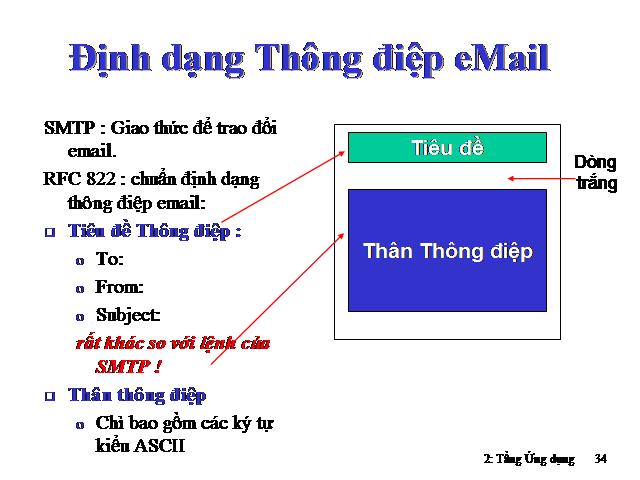 Định dạng Thông điệp eMail
SMTP : Giao thức để trao đổi
email.
RFC 822 : chuẩn định dạng
thông điệp email:
Tiêu đề Thông điệp :
To:
From:
Subject:
rất khác so với lệnh của
SMTP !
Thân thông điệp
Chỉ bao gồm các ký tự
kiểu ASCII
Tiêu đề
Thân Thông điệp
Dòng
trắng
2: Tầng Ứng dụng 34